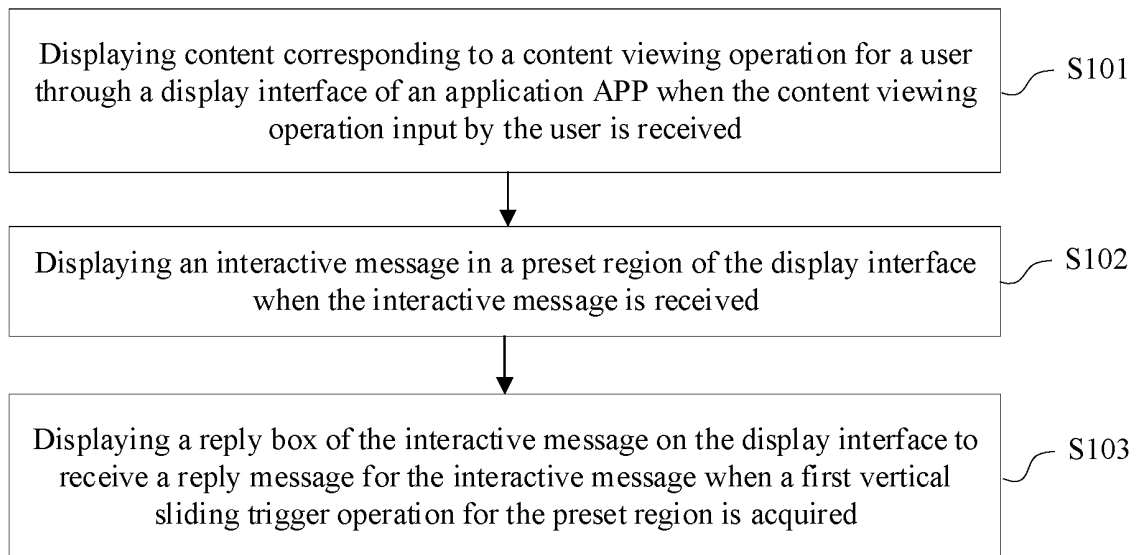 Displaying content corresponding to a content viewing operation for a user
through a display interface of an application APP when the content viewing
operation input by the user is received
S101
Displaying an interactive message in a preset region of the display interface
when the interactive message is received
S102
Displaying a reply box of the interactive message on the display interface to
receive a reply message for the interactive message when a first vertical
sliding trigger operation for the preset region is acquired
S103